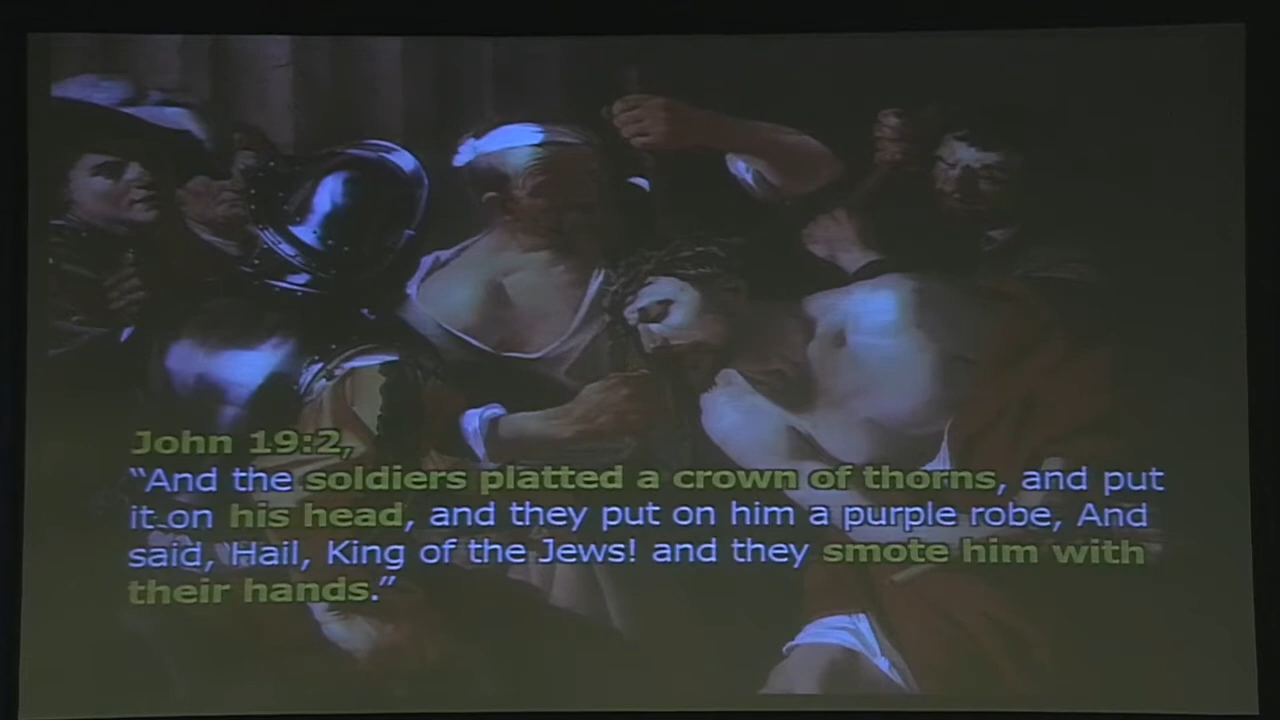 John 19:2,
“And the soldiers platted a crown of thorns, and put
it on his head, and they put on him a purple robe, And
said, Hail, King of the Jews! and they smote him with
their hands.”